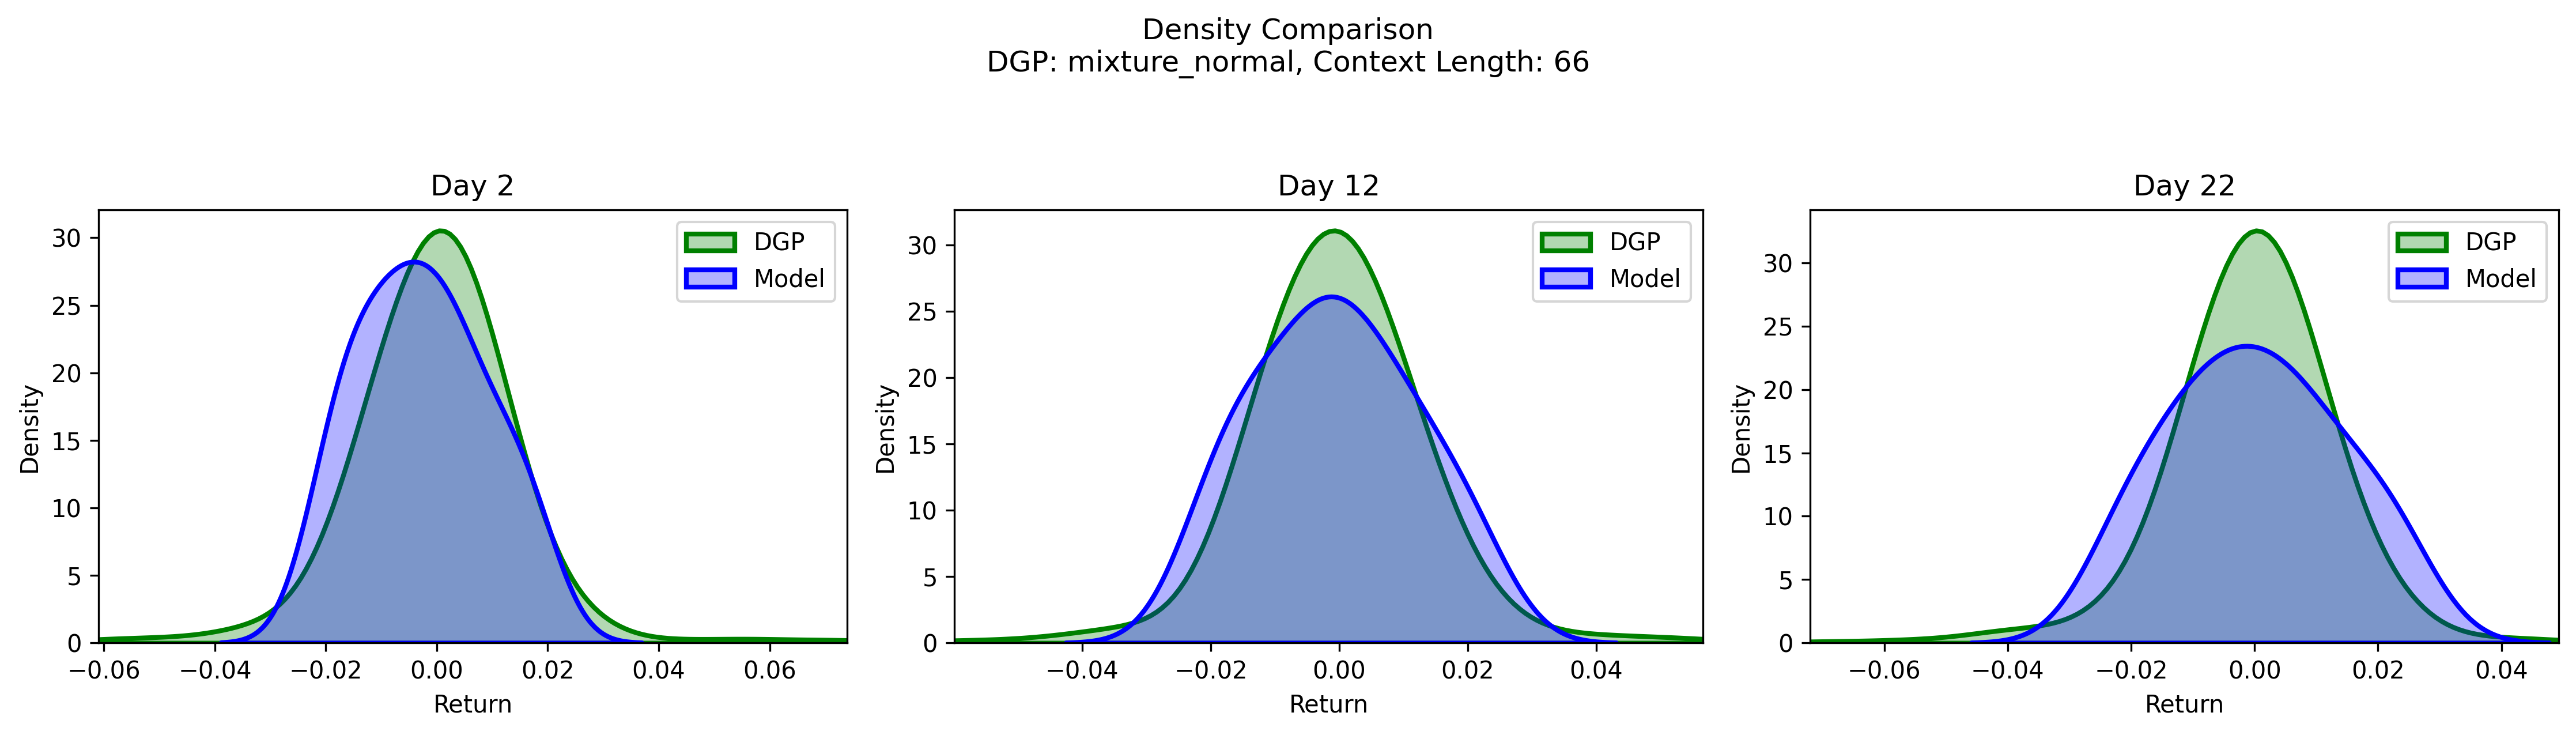 Density Comparison
DGP: mixture_normal, Context Length: 66
Day 2
Density
30
25
20
15
10
5
0
−0.06 −0.04 −0.02 0.00 0.02 0.04 0.06
Return
DGP
Model
Day 12
Density
30
25
20
15
10
5
0
−0.04 −0.02 0.00 0.02 0.04
Return
DGP
Model
Day 22
Density
30
25
20
15
10
5
0
−0.06 −0.04 −0.02 0.00 0.02 0.04
Return
DGP
Model